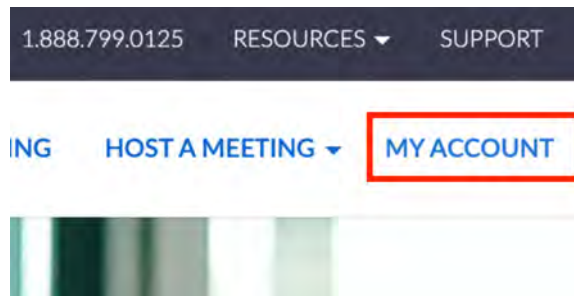 1.888.799.0125 RESOURCES SUPPORT
ING HOST A MEETING MY ACCOUNT